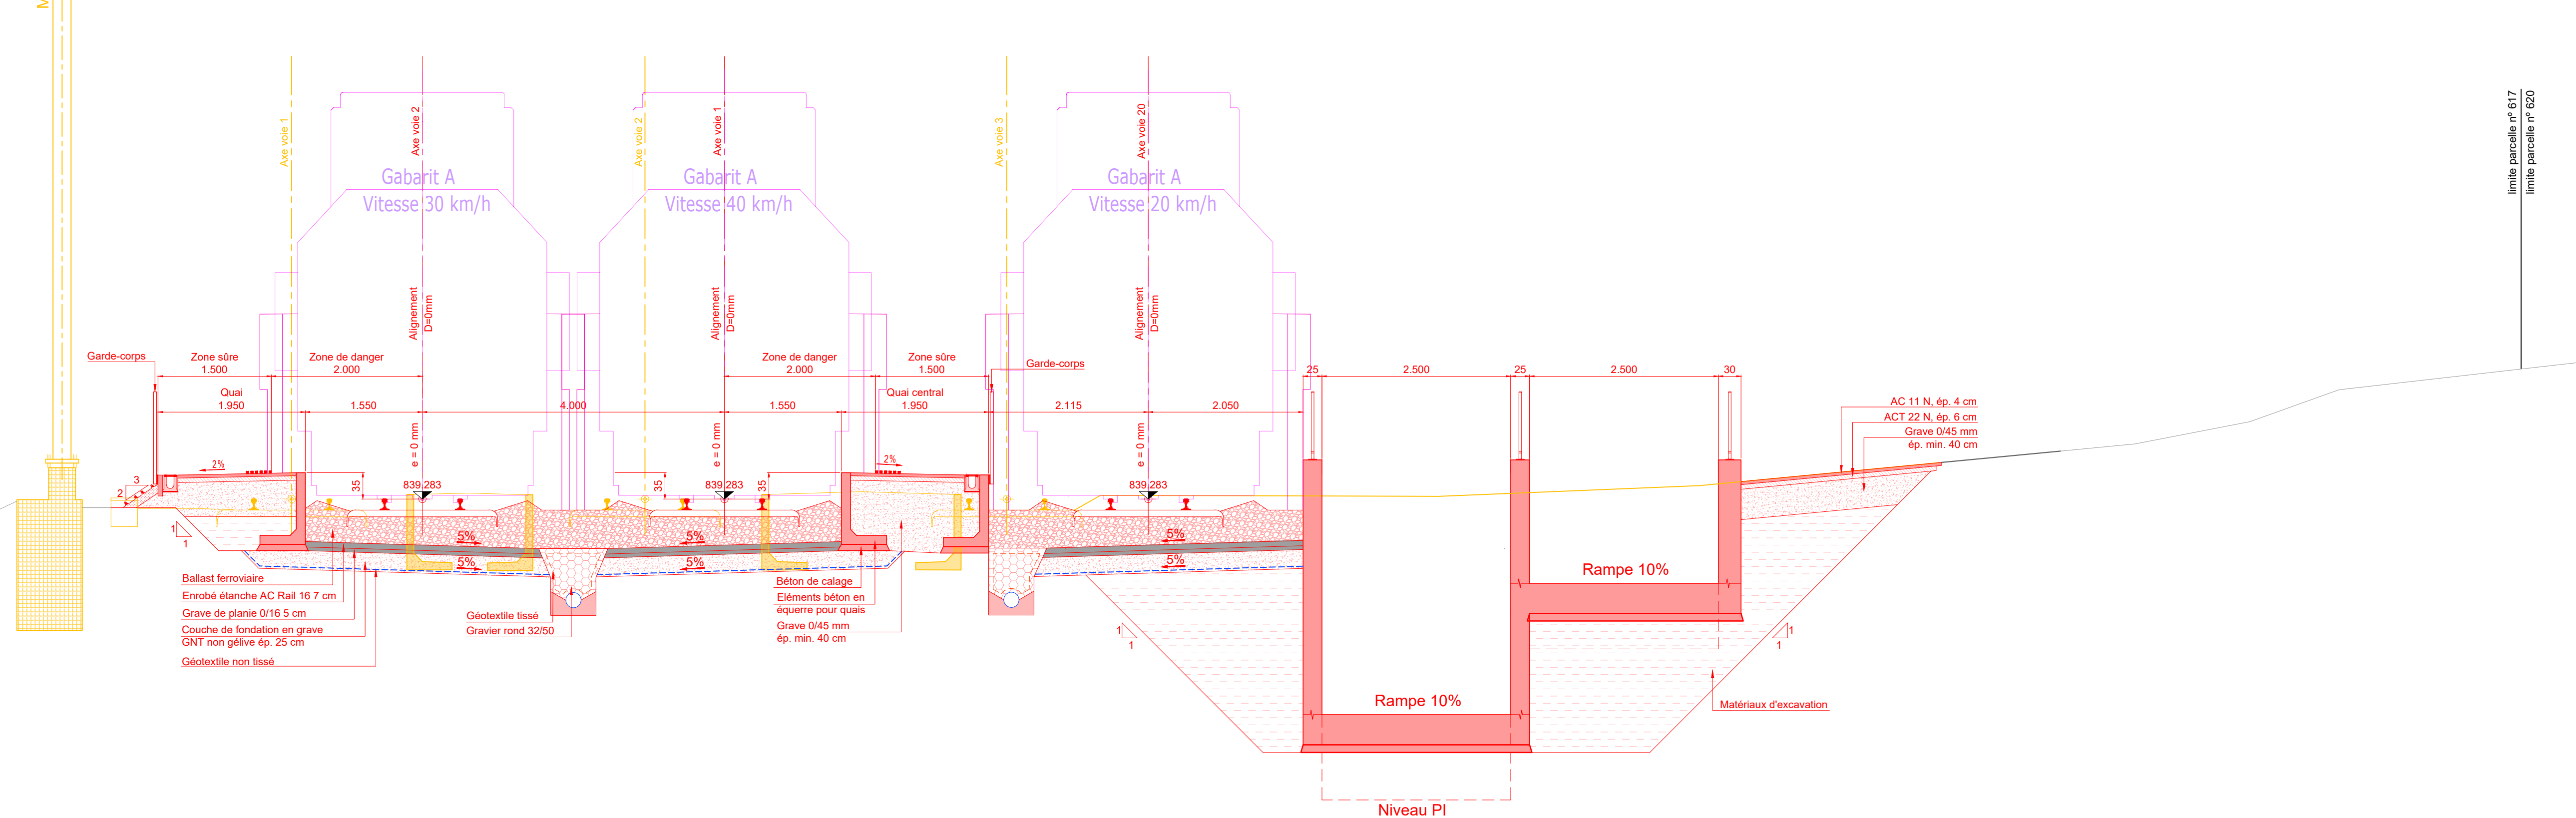 M
limite parcelle nº 617
limite parcelle nº 620
Axe voie 1
Axe voie 2
Axe voie 2
Axe voie 1
Axe voie 3
Axe voie 20
Gabarit A
Vitesse 30 km/h
Gabarit A
Vitesse 40 km/h
Gabarit A
Vitesse 20 km/h
Alignement
D=0mm
Alignement
D=0mm
Alignement
D=0mm
Garde-corps
Zone sûre
1.500
Zone de danger
2.000
Zone de danger
2.000
Zone sûre
1.500
Garde-corps
25
2.500
25
2.500
30
Quai
1.950
1.550
4.000
1.550
Quai central
1.950
2.115
2.050
e = 0 mm
e = 0 mm
e = 0 mm
AC 11 N, ép. 4 cm
ACT 22 N, ép. 6 cm
Grave 0/45 mm
ép. min. 40 cm
2%
2%
3
2
35
839.283
35
839.283
35
839.283
1
1
5%
5%
5%
5%
5%
5%
Ballast ferroviaire
Enrobé étanche AC Rail 16 7 cm
Grave de planie 0/16 5 cm
Couche de fondation en grave
GNT non gélive ép. 25 cm
Géotextile non tissé
Géotextile tissé
Gravier rond 32/50
Béton de calage
Eléments béton en
équerre pour quais
Grave 0/45 mm
ép. min. 40 cm
1
1
Rampe 10%
1
1
Rampe 10%
Matériaux d'excavation
Niveau PI